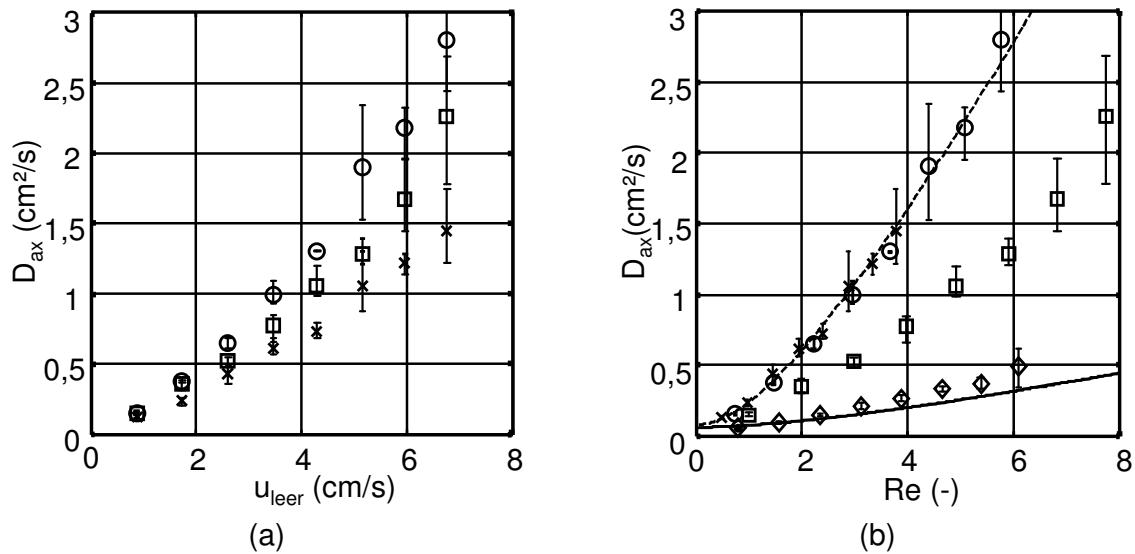 3
2,5
2
1,5
1
0,5
0
0 2 4 6 8
D_ax (cm²/s)
u_leer (cm/s)
(a)
3
2,5
2
1,5
1
0,5
0
0 2 4 6 8
D_ax(cm²/s)
Re (-)
(b)